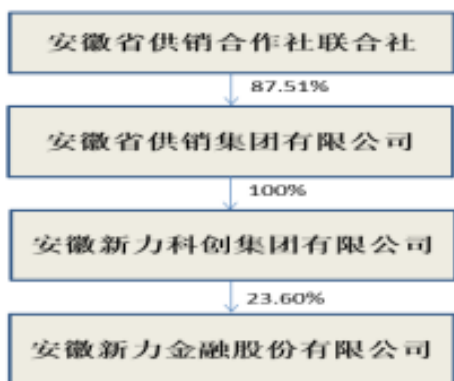 安徽省供销合作社联合社
87.51%
安徽省供销集团有限公司
100%
安徽新力科创集团有限公司
23.60%
安徽新力金融股份有限公司